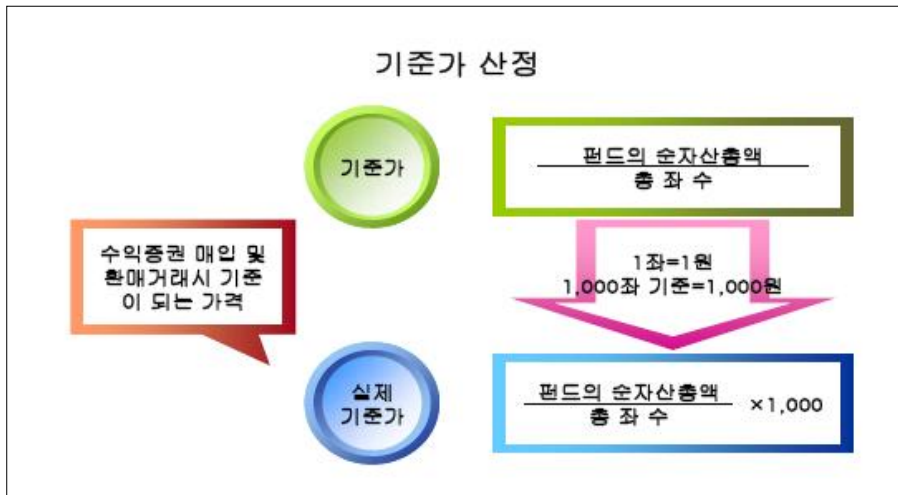 기준가 산정
기준가
펀드의 순자산총액
총 좌 수
수익증권 매입 및
환매거래시 기준
이 되는 가격
1좌=1원
1,000좌 기준=1,000원
실제
기준가
펀드의 순자산총액
총 좌 수
×1,000